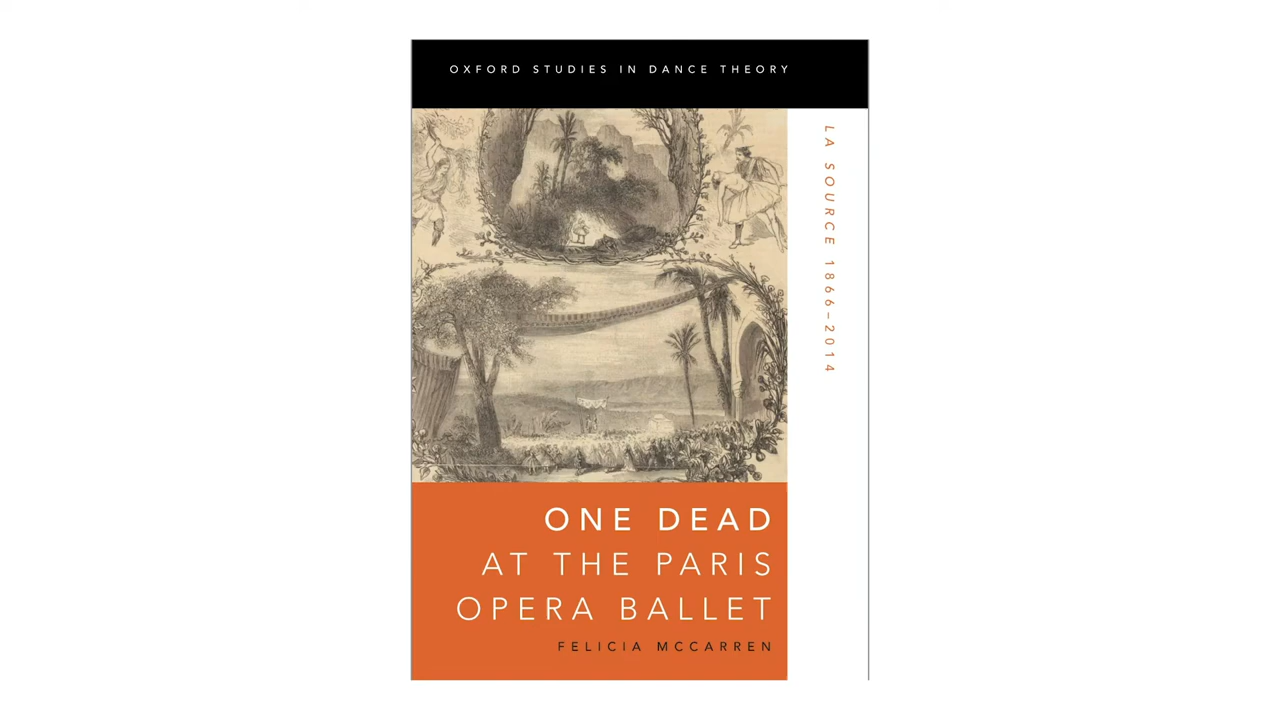 OXFORD STUDIES IN DANCE THEORY
LA SOURCE 1866–2014
ONE DEAD
AT THE PARIS
OPERA BALLET
FELICIA MCCARREN